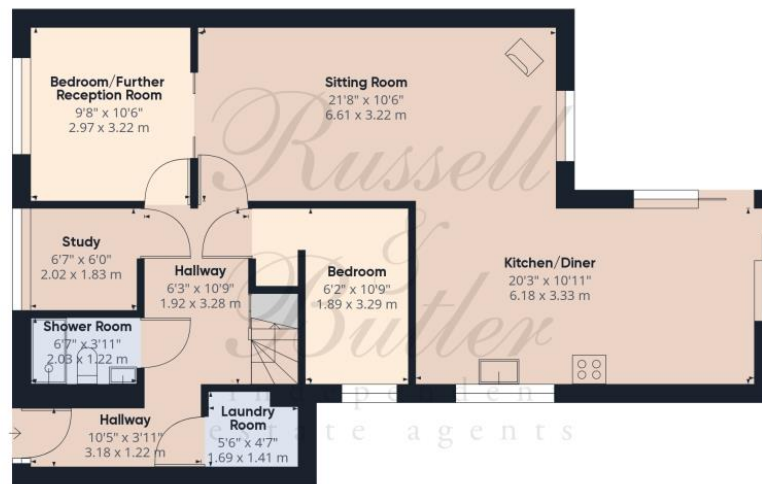 Bedroom/Further
Reception Room
9'8" x 10'6"
2.97 x 3.22 m
Sitting Room
21'8" x 10'6"
6.61 x 3.22 m
Study
6'7" x 6'0"
2.02 x 1.83 m
Hallway
6'3" x 10'9"
1.92 x 3.28 m
Bedroom
6'2" x 10'9"
1.89 x 3.29 m
Kitchen/Diner
20'3" x 10'11"
6.18 x 3.33 m
Shower Room
6'7" x 3'11"
2.03 x 1.22 m
Hallway
10'5" x 3'11"
3.18 x 1.22 m
Laundry
Room
5'6" x 4'7"
1.69 x 1.41 m
Russell
&
Butler
independent
estate agents